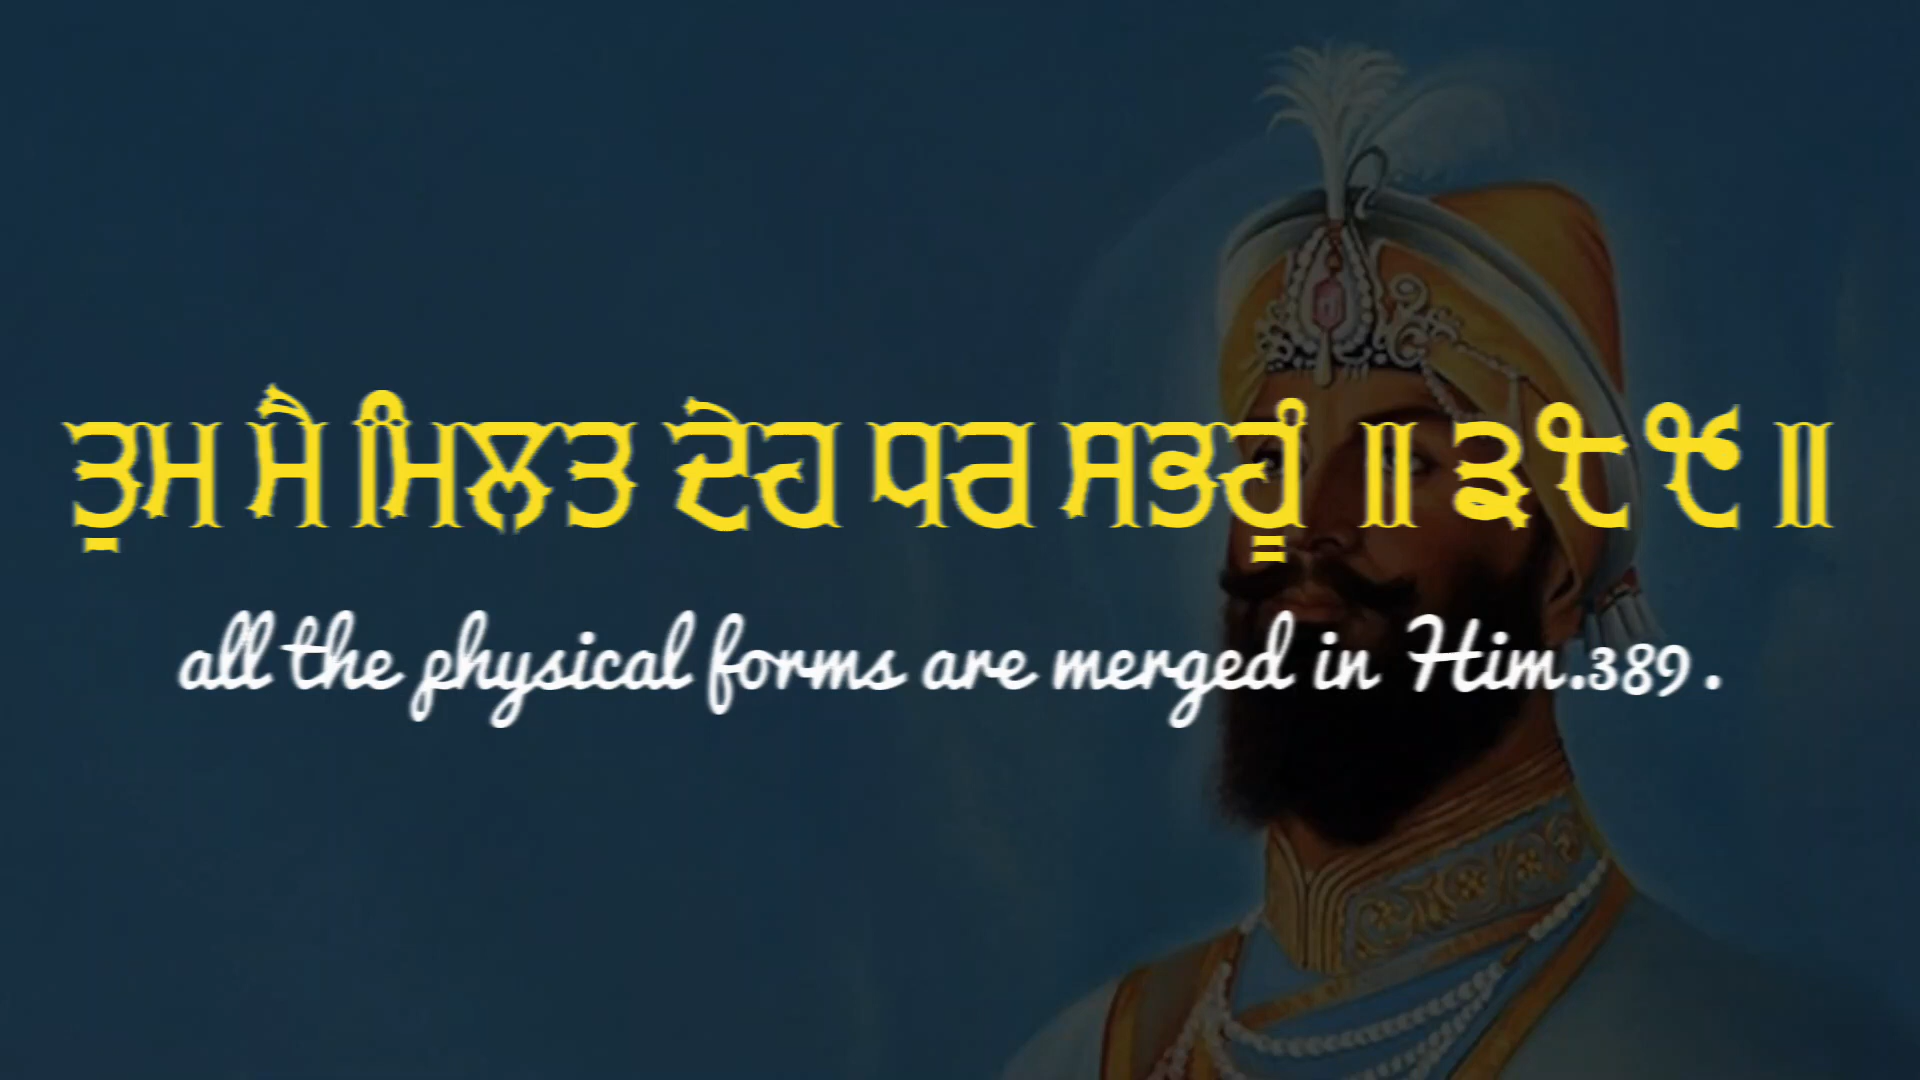 ਤੁਮ ਮੈ ਮਿਲਤ ਦੇਹ ਧਰ ਸਭਹੂੰ ॥੩੮੯॥
all the physical forms are merged in Him.389 .